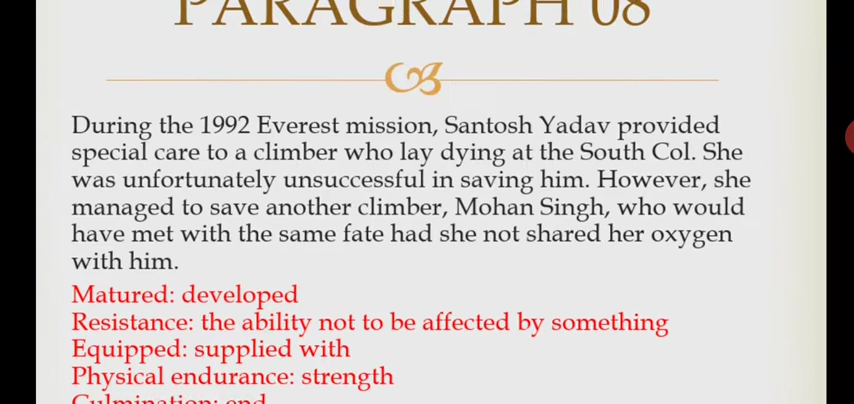 PARAGRAPH 08
During the 1992 Everest mission, Santosh Yadav provided
special care to a climber who lay dying at the South Col. She
was unfortunately unsuccessful in saving him. However, she
managed to save another climber, Mohan Singh, who would
have met with the same fate had she not shared her oxygen
with him.
Matured: developed
Resistance: the ability not to be affected by something
Equipped: supplied with
Physical endurance: strength
Culmination: end